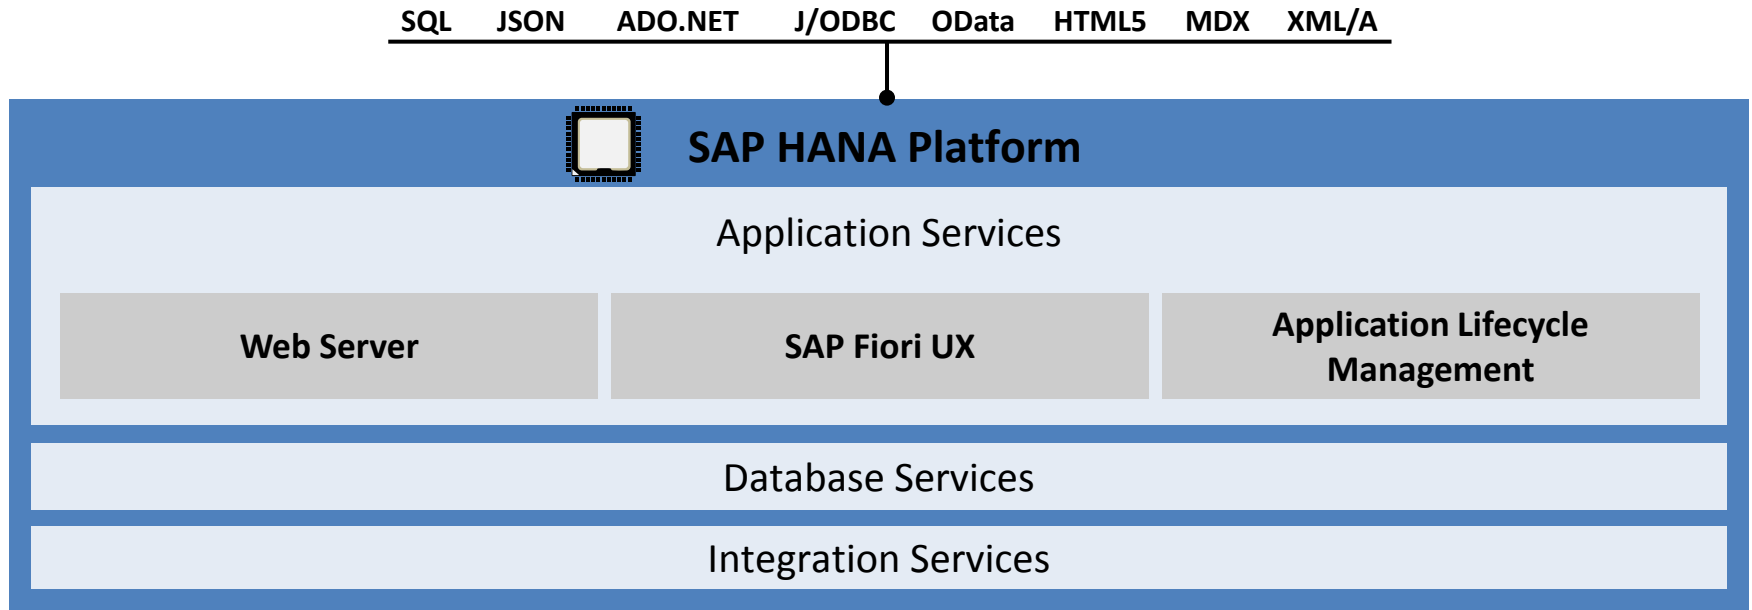 SQL JSON ADO.NET J/ODBC OData HTML5 MDX XML/A
SAP HANA Platform
Application Services
Web Server
SAP Fiori UX
Application Lifecycle
Management
Database Services
Integration Services